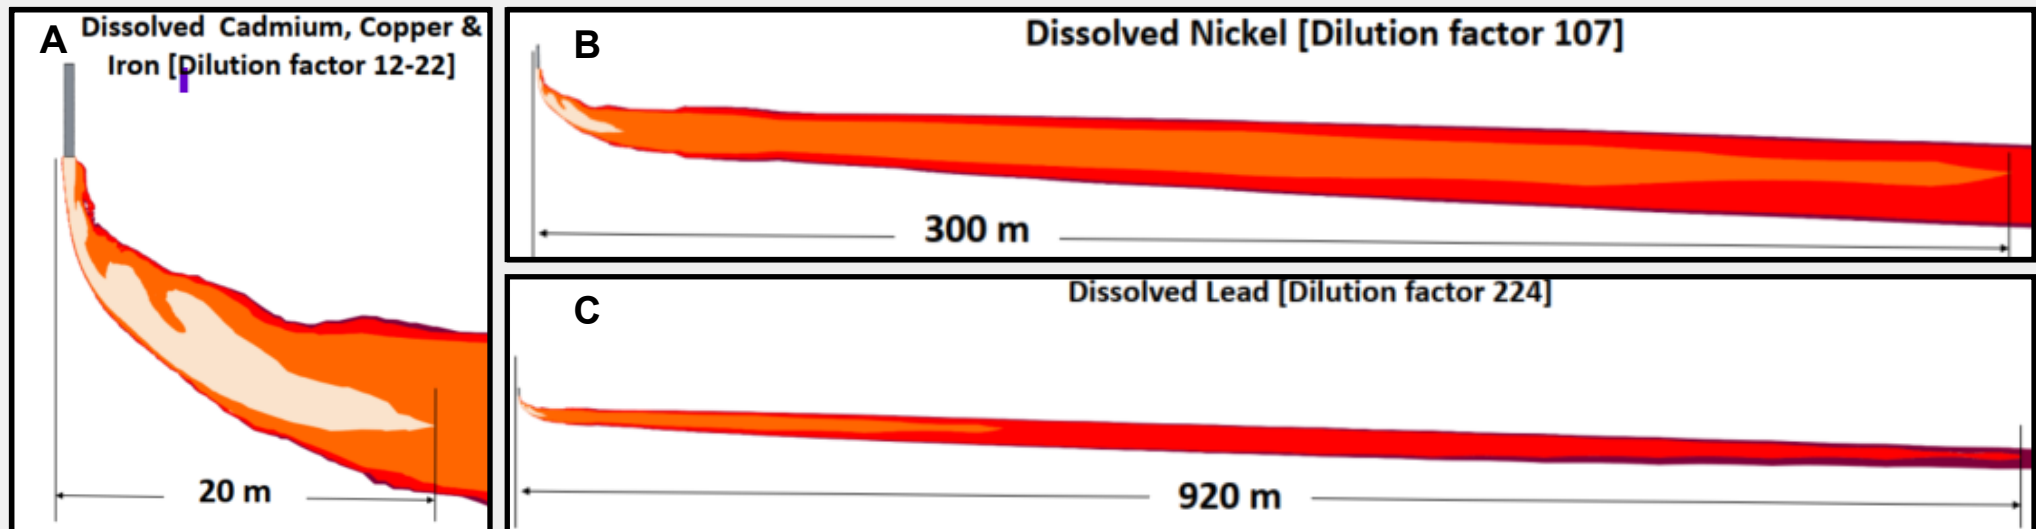 A
Dissolved Cadmium, Copper &
Iron [Dilution factor 12-22]
20 m
B
Dissolved Nickel [Dilution factor 107]
300 m
C
Dissolved Lead [Dilution factor 224]
920 m